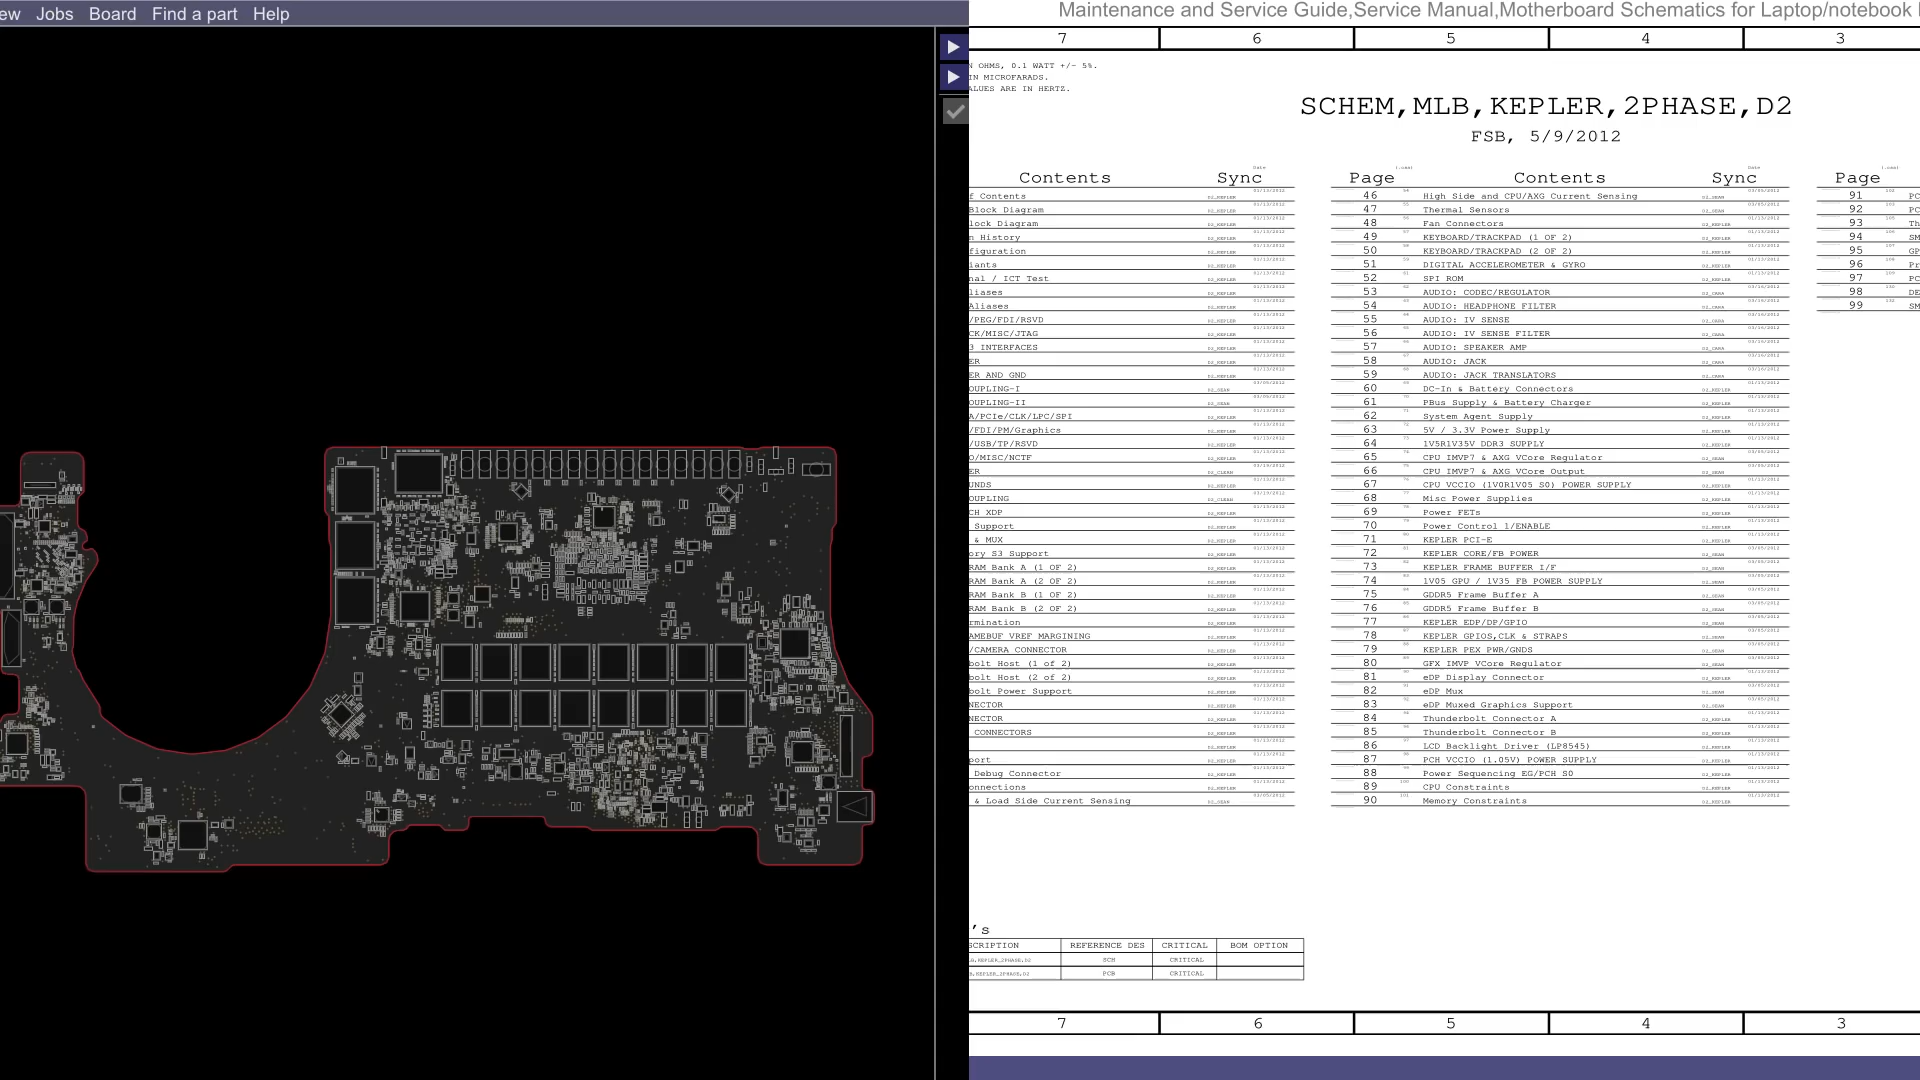 ew Jobs Board Find a part Help
Maintenance and Service Guide,Service Manual,Motherboard Schematics for Laptop/notebook
7 6 5 4 3
N OHMS, 0.1 WATT +/- 5%.
IN MICROFARADS.
ALUES ARE IN HERTZ.
SCHEM,MLB,KEPLER,2PHASE,D2
FSB, 5/9/2012
Contents Sync
f Contents
Block Diagram
lock Diagram
n History
figuration
iants
nal / ICT Test
liases
Aliases
/PEG/FDI/RSVD
CK/MISC/JTAG
3 INTERFACES
ER
ER AND GND
OUPLING-I
OUPLING-II
A/PCIe/CLK/LPC/SPI
/FDI/PM/Graphics
/USB/TP/RSVD
O/MISC/NCTF
ER
UNDS
OUPLING
CH XDP
Support
& MUX
ory S3 Support
RAM Bank A (1 OF 2)
RAM Bank A (2 OF 2)
RAM Bank B (1 OF 2)
RAM Bank B (2 OF 2)
rmination
AMEBUF VREF MARGINING
/CAMERA CONNECTOR
bolt Host (1 of 2)
bolt Host (2 of 2)
bolt Power Support
NECTOR
NECTOR
CONNECTORS
port
Debug Connector
onnections
& Load Side Current Sensing
Page Contents Sync
46 High Side and CPU/AXG Current Sensing
47 Thermal Sensors
48 Fan Connectors
49 KEYBOARD/TRACKPAD (1 OF 2)
50 KEYBOARD/TRACKPAD (2 OF 2)
51 DIGITAL ACCELEROMETER & GYRO
52 SPI ROM
53 AUDIO: CODEC/REGULATOR
54 AUDIO: HEADPHONE FILTER
55 AUDIO: IV SENSE
56 AUDIO: IV SENSE FILTER
57 AUDIO: SPEAKER AMP
58 AUDIO: JACK
59 AUDIO: JACK TRANSLATORS
60 DC-In & Battery Connectors
61 PBus Supply & Battery Charger
62 System Agent Supply
63 5V / 3.3V Power Supply
64 1V5R1V35V DDR3 SUPPLY
65 CPU IMVP7 & AXG VCore Regulator
66 CPU IMVP7 & AXG VCore Output
67 CPU VCCIO (1V0R1V05 S0) POWER SUPPLY
68 Misc Power Supplies
69 Power FETs
70 Power Control 1/ENABLE
71 KEPLER PCI-E
72 KEPLER CORE/FB POWER
73 KEPLER FRAME BUFFER I/F
74 1V05 GPU / 1V35 FB POWER SUPPLY
75 GDDR5 Frame Buffer A
76 GDDR5 Frame Buffer B
77 KEPLER EDP/DP/GPIO
78 KEPLER GPIOS,CLK & STRAPS
79 KEPLER PEX PWR/GNDS
80 GFX IMVP VCore Regulator
81 eDP Display Connector
82 eDP Mux
83 eDP Muxed Graphics Support
84 Thunderbolt Connector A
85 Thunderbolt Connector B
86 LCD Backlight Driver (LP8545)
87 PCH VCCIO (1.05V) POWER SUPPLY
88 Power Sequencing EG/PCH S0
89 CPU Constraints
90 Memory Constraints
Page
91 PC
92 PC
93 Th
94 SM
95 GP
96 Pr
97 PC
98 DE
99 SM
's
SCRIPTION REFERENCE DES CRITICAL BOM OPTION
SCH CRITICAL
PCB CRITICAL
7 6 5 4 3